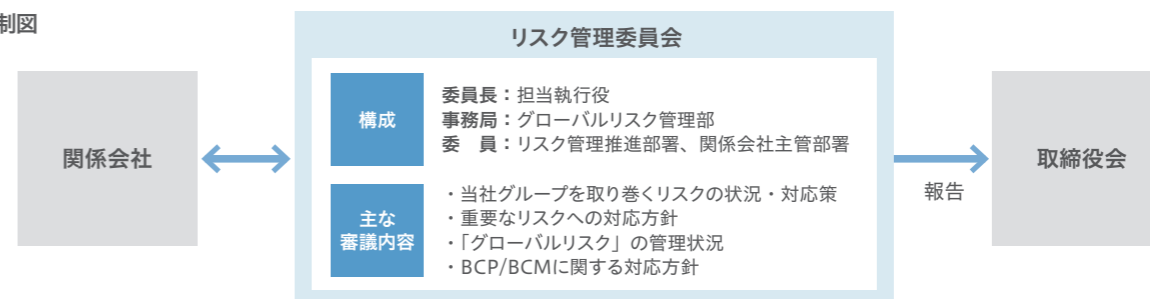 制図
リスク管理委員会
関係会社
構成
委員長：担当執行役
事務局：グローバルリスク管理部
委　員：リスク管理推進部署、関係会社主管部署
主な
審議内容
・当社グループを取り巻くリスクの状況・対応策
・重要なリスクへの対応方針
・「グローバルリスク」の管理状況
・BCP/BCMに関する対応方針
報告
取締役会